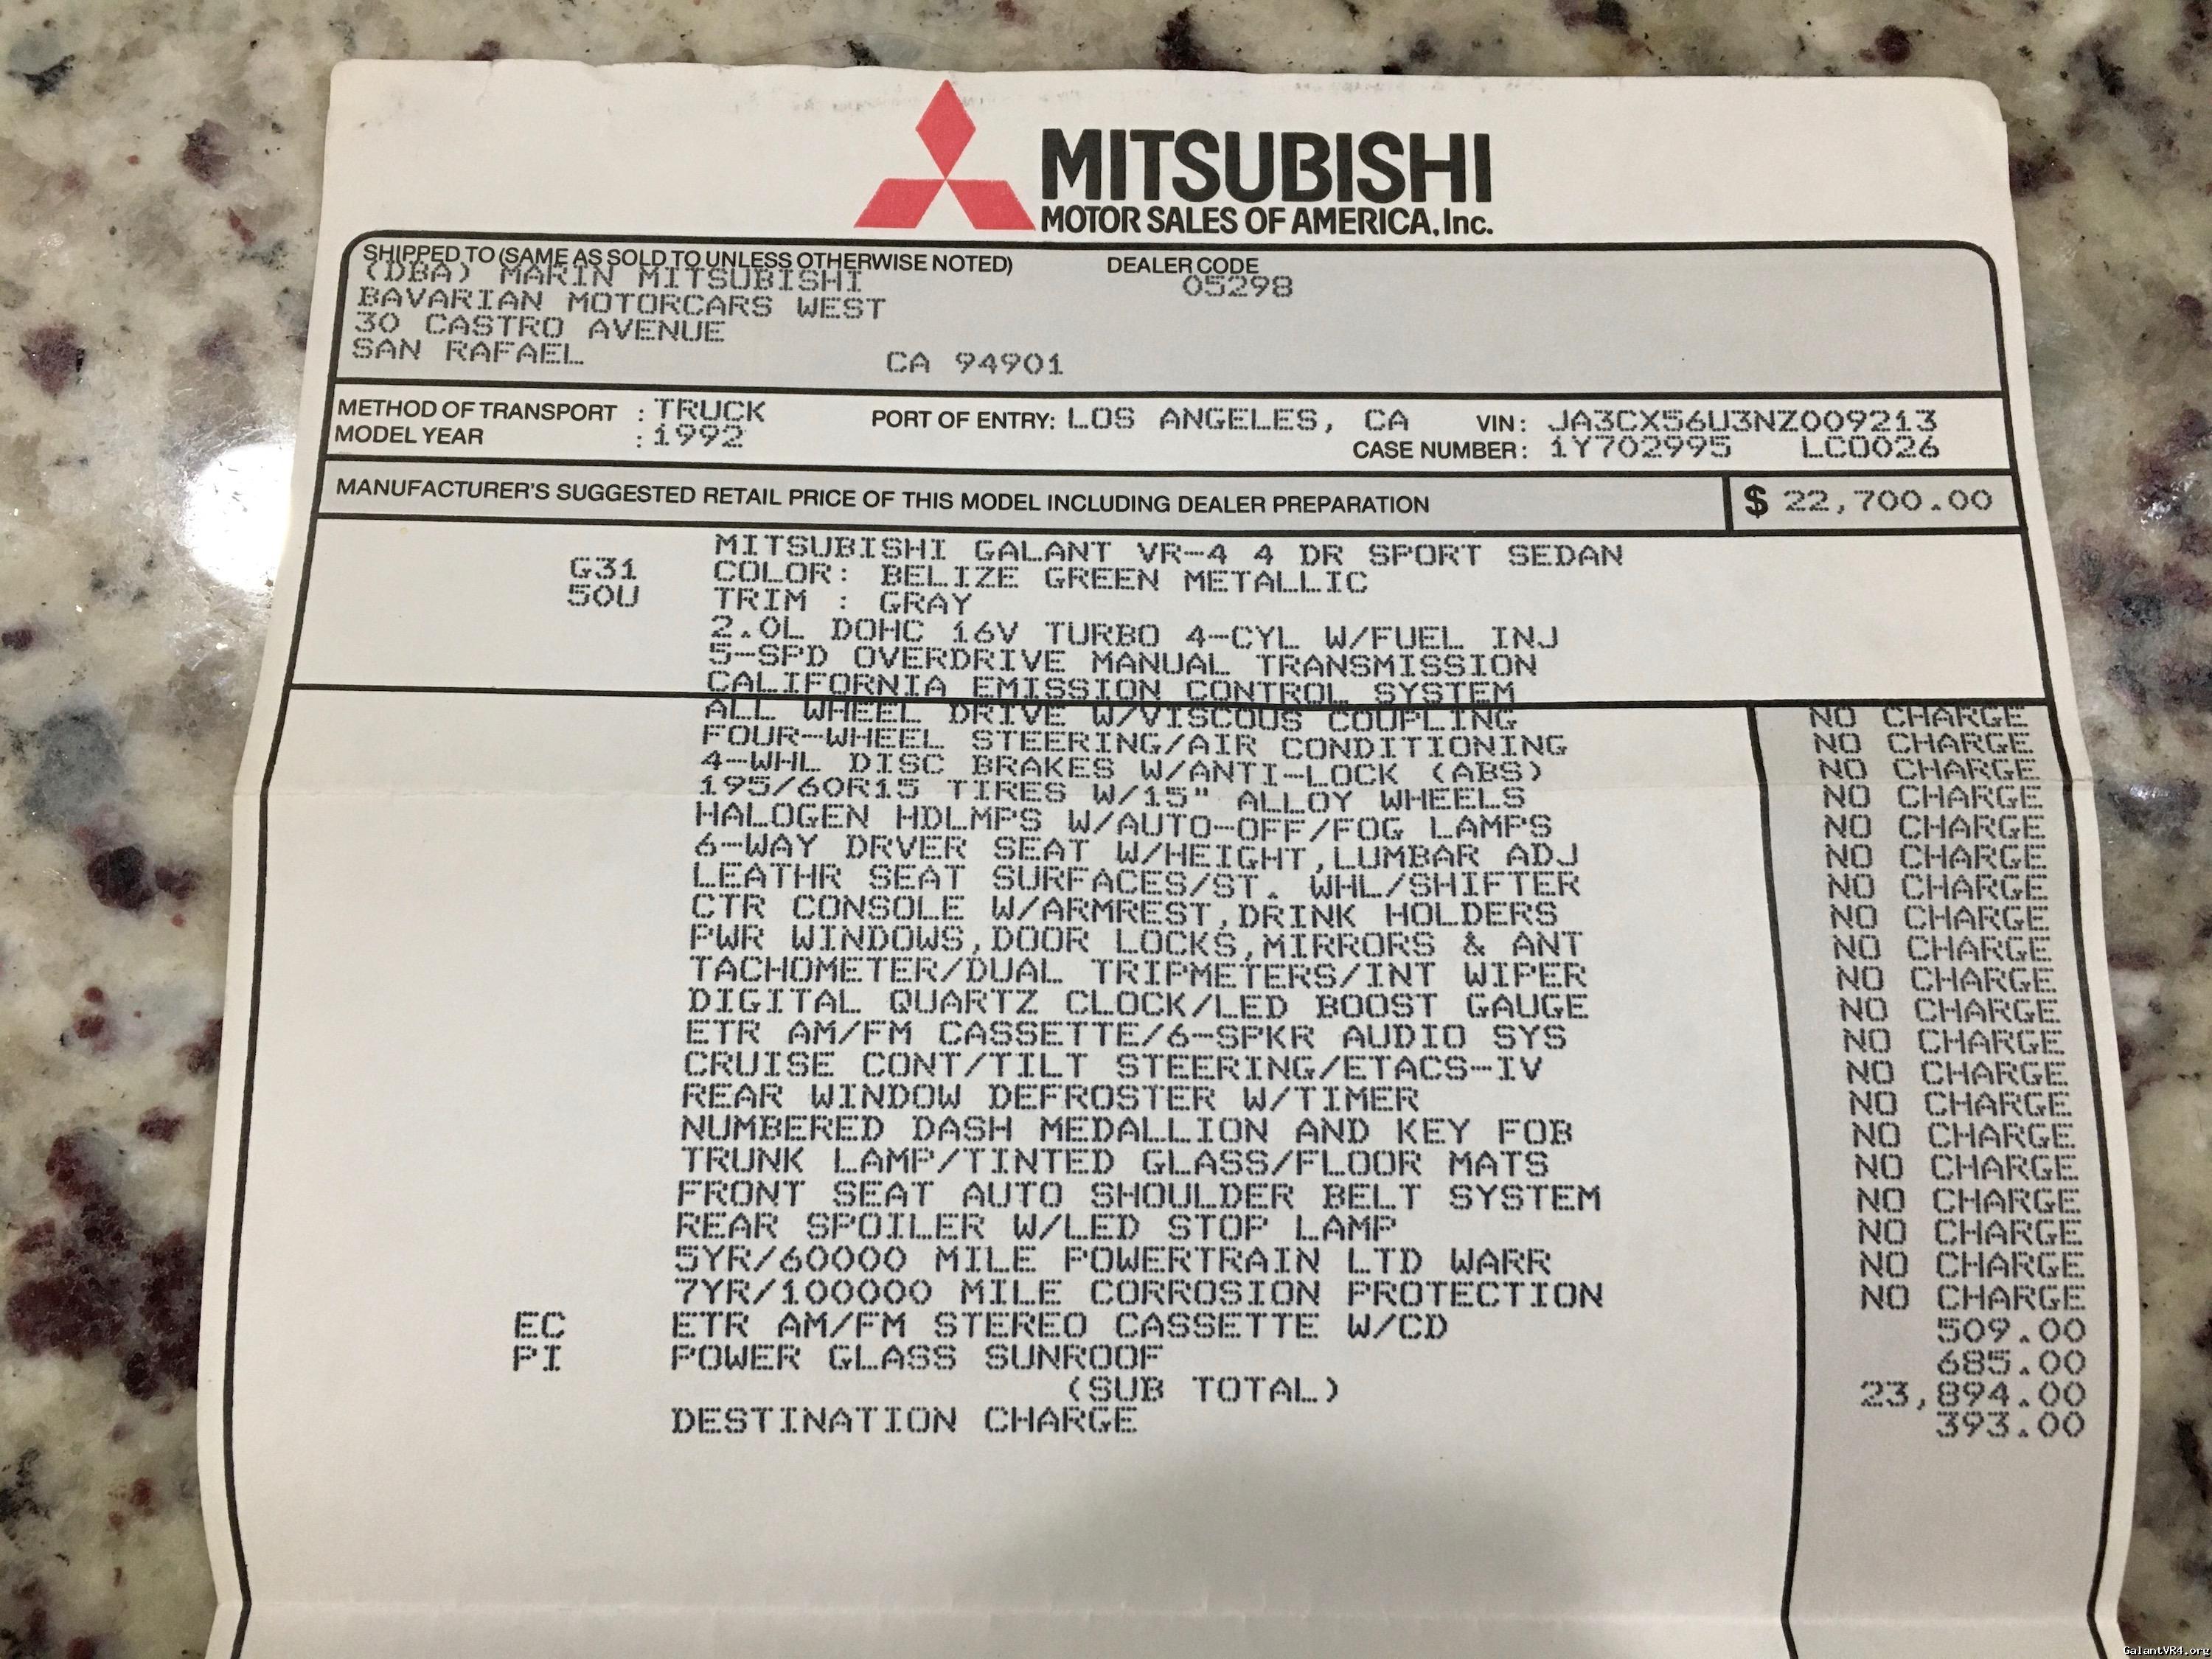 MITSUBISHI
MOTOR SALES OF AMERICA, Inc.
SHIPPED TO (SAME AS SOLD TO UNLESS OTHERWISE NOTED) DEALER CODE
(DBA) MARIN MITSUBISHI 05298
BAVARIAN MOTORCARS WEST
30 CASTRO AVENUE
SAN RAFAEL CA 94901
METHOD OF TRANSPORT : TRUCK PORT OF ENTRY: LOS ANGELES, CA VIN: JA3CX56U3NZ009213
MODEL YEAR : 1992 CASE NUMBER: 1Y702995 LC0026
MANUFACTURER'S SUGGESTED RETAIL PRICE OF THIS MODEL INCLUDING DEALER PREPARATION $ 22,700.00
MITSUBISHI GALANT VR-4 4 DR SPORT SEDAN
G31 COLOR: BELIZE GREEN METALLIC
50U TRIM : GRAY
2.0L DOHC 16V TURBO 4-CYL W/FUEL INJ
5-SPD OVERDRIVE MANUAL TRANSMISSION
CALIFORNIA EMISSION CONTROL SYSTEM
ALL WHEEL DRIVE W/VISCOUS COUPLING NO CHARGE
FOUR-WHEEL STEERING/AIR CONDITIONING NO CHARGE
4-WHL DISC BRAKES W/ANTI-LOCK (ABS) NO CHARGE
195/60R15 TIRES W/15" ALLOY WHEELS NO CHARGE
HALOGEN HDLMPS W/AUTO-OFF/FOG LAMPS NO CHARGE
6-WAY DRVER SEAT W/HEIGHT,LUMBAR ADJ NO CHARGE
LEATHR SEAT SURFACES/ST. WHL/SHIFTER NO CHARGE
CTR CONSOLE W/ARMREST,DRINK HOLDERS NO CHARGE
PWR WINDOWS,DOOR LOCKS,MIRRORS & ANT NO CHARGE
TACHOMETER/DUAL TRIPMETERS/INT WIPER NO CHARGE
DIGITAL QUARTZ CLOCK/LED BOOST GAUGE NO CHARGE
ETR AM/FM CASSETTE/6-SPKR AUDIO SYS NO CHARGE
CRUISE CONT/TILT STEERING/ETACS-IV NO CHARGE
REAR WINDOW DEFROSTER W/TIMER NO CHARGE
NUMBERED DASH MEDALLION AND KEY FOB NO CHARGE
TRUNK LAMP/TINTED GLASS/FLOOR MATS NO CHARGE
FRONT SEAT AUTO SHOULDER BELT SYSTEM NO CHARGE
REAR SPOILER W/LED STOP LAMP NO CHARGE
5YR/60000 MILE POWERTRAIN LTD WARR NO CHARGE
7YR/100000 MILE CORROSION PROTECTION NO CHARGE
EC ETR AM/FM STEREO CASSETTE W/CD 509.00
PI POWER GLASS SUNROOF 685.00
(SUB TOTAL) 23,894.00
DESTINATION CHARGE 393.00
GalantVR4.org